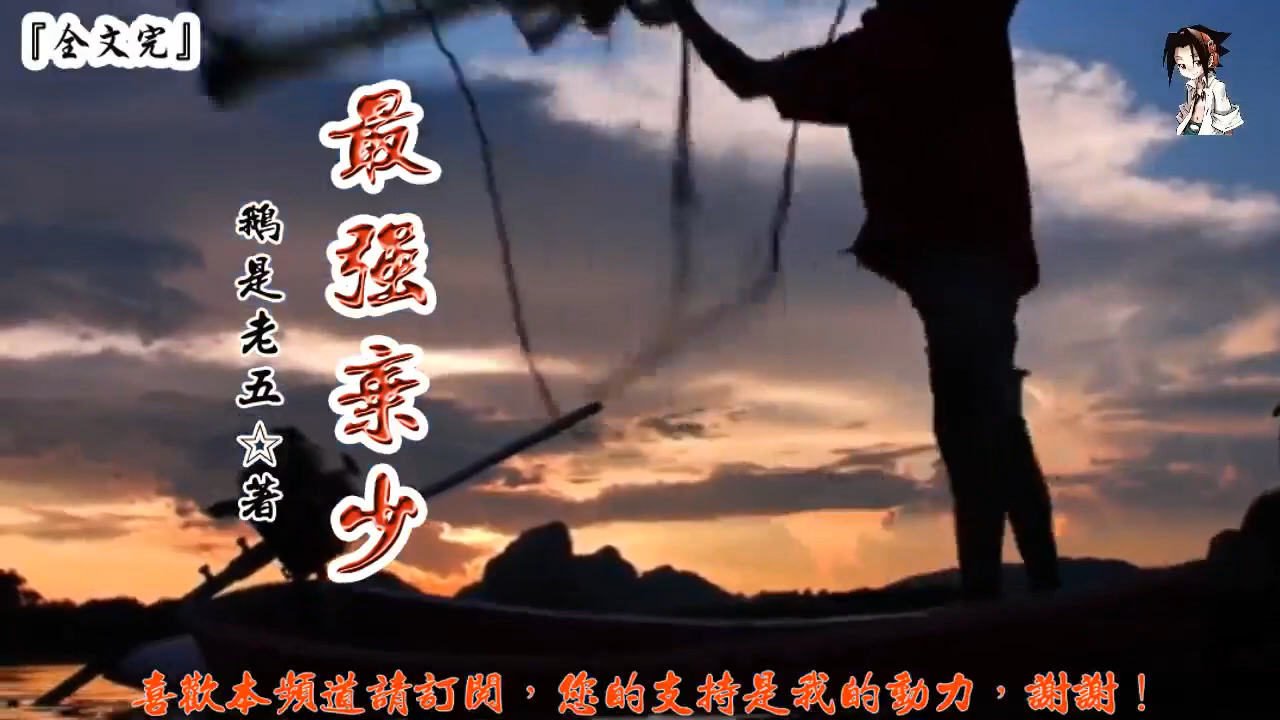 『全文完』
最強棄少
鵝是老五☆著
喜歡本頻道請訂閱，您的支持是我的動力，謝謝！